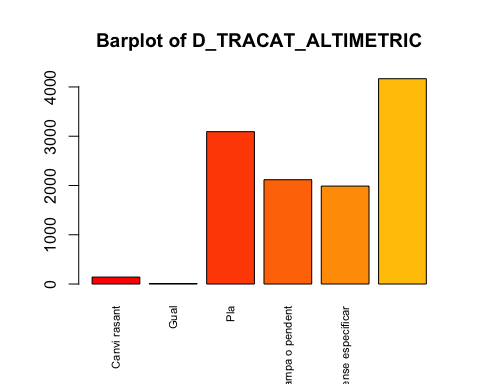 Barplot of D_TRACAT_ALTIMETRIC
4000
3000
2000
1000
0
Canvi rasant
Gual
Pla
ampa o pendent
ense especificar